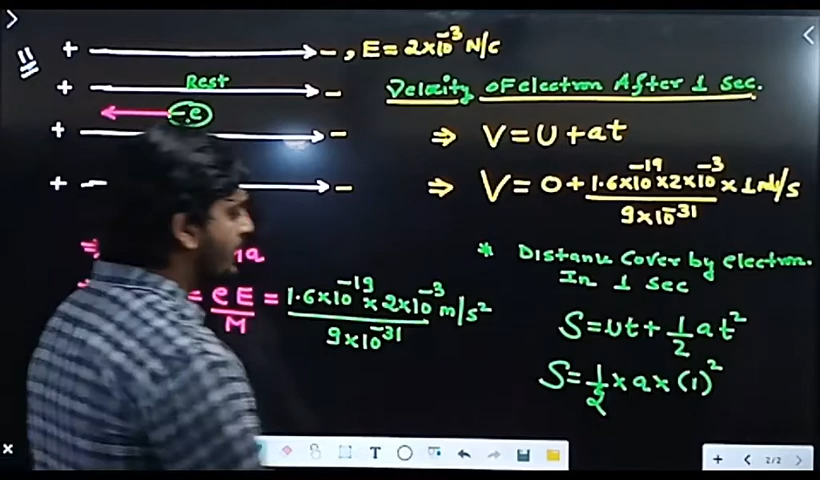 + → - , E = 2×10⁻³ N/C
+ Rest → -
-e
+ → -
+ → -
Velocity of electron After 1 sec.
⇒ V = U + at
⇒ V = 0 + 1.6×10⁻¹⁹×2×10⁻³/9×10⁻³¹ × 1 m/s
⇒ ma
= eE/M = 1.6×10⁻¹⁹×2×10⁻³/9×10⁻³¹ m/s²
* Distanu cover by electron.
In 1 sec
S = ut + 1/2 at²
S = 1/2 × a × (1)²
T
2/2